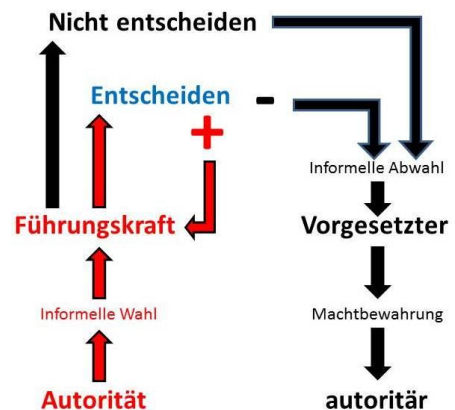 Nicht entscheiden
Entscheiden -
+
Informelle Abwahl
Führungskraft
Vorgesetzter
Informelle Wahl
Machtbewahrung
Autorität
autoritär